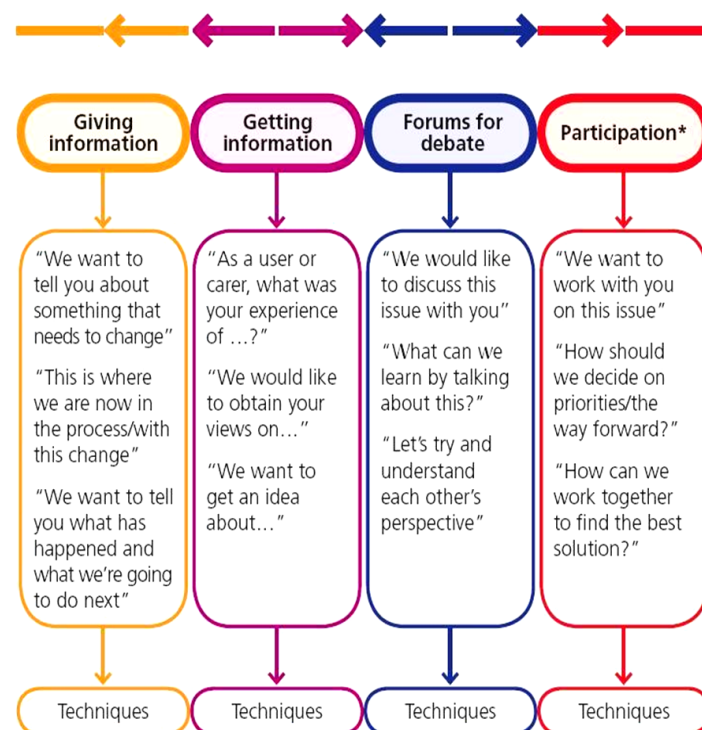 Giving
information
Getting
information
Forums for
debate
Participation*
“We want to
tell you about
something that
needs to change”
“This is where
we are now in
the process/with
this change”
“We want to tell
you what has
happened and
what we’re going
to do next”
“As a user or
carer, what was
your experience
of …?”
“We would like
to obtain your
views on…”
“We want to
get an idea
about…”
“We would like
to discuss this
issue with you”
“What can we
learn by talking
about this?”
“Let’s try and
understand
each other’s
perspective”
“We want to
work with you
on this issue”
“How should
we decide on
priorities/the
way forward?”
“How can we
work together
to find the best
solution?”
Techniques
Techniques
Techniques
Techniques